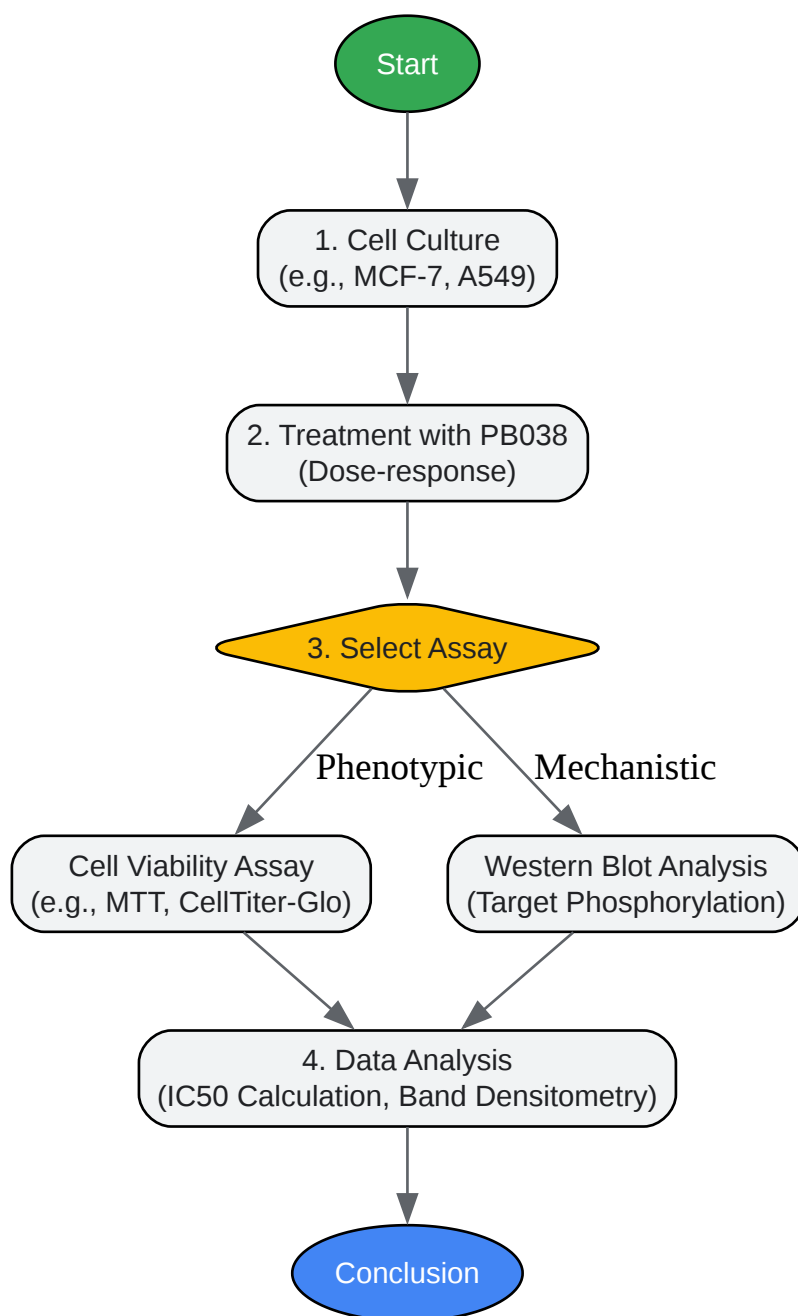 Start
1. Cell Culture
(e.g., MCF-7, A549)
2. Treatment with PB038
(Dose-response)
3. Select Assay
Phenotypic
Mechanistic
Cell Viability Assay
(e.g., MTT, CellTiter-Glo)
Western Blot Analysis
(Target Phosphorylation)
4. Data Analysis
(IC50 Calculation, Band Densitometry)
Conclusion